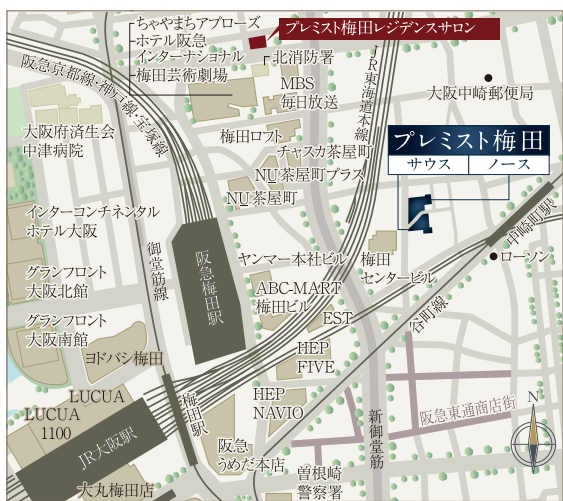 ちゃやまちアプローズ
ホテル阪急
インターナショナル
梅田芸術劇場
プレミスト梅田レジデンスサロン
北消防署
阪急京都線・神戸線・宝塚線
MBS
毎日放送
JR東海道本線
大阪中崎郵便局
大阪府済生会
中津病院
梅田ロフト
チャスカ茶屋町
プレミスト梅田
サウス
ノース
NU茶屋町プラス
NU茶屋町
インターコンチネンタル
ホテル大阪
御堂筋線
阪急梅田駅
ヤンマー本社ビル
梅田
センタービル
中崎町駅
ローソン
グランフロント
大阪北館
ABC-MART
梅田ビル
谷町線
グランフロント
大阪南館
EST
ヨドバシ梅田
HEP
FIVE
LUCUA
LUCUA
1100
梅田駅
HEP
NAVIO
新御堂筋
阪急東通商店街
N
JR大阪駅
阪急
うめだ本店
曽根崎
警察署
大丸梅田店